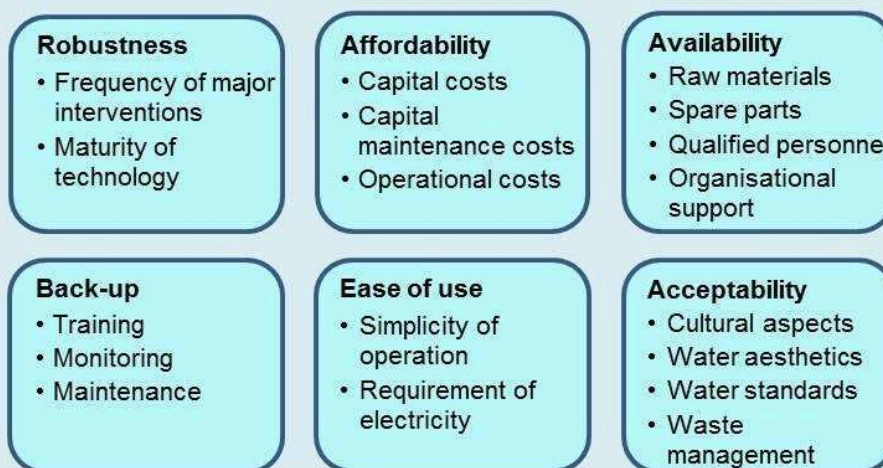 Robustness
• Frequency of major
interventions
• Maturity of
technology
Affordability
• Capital costs
• Capital
maintenance costs
• Operational costs
Availability
• Raw materials
• Spare parts
• Qualified personne
• Organisational
support
Back-up
• Training
• Monitoring
• Maintenance
Ease of use
• Simplicity of
operation
• Requirement of
electricity
Acceptability
• Cultural aspects
• Water aesthetics
• Water standards
• Waste
management